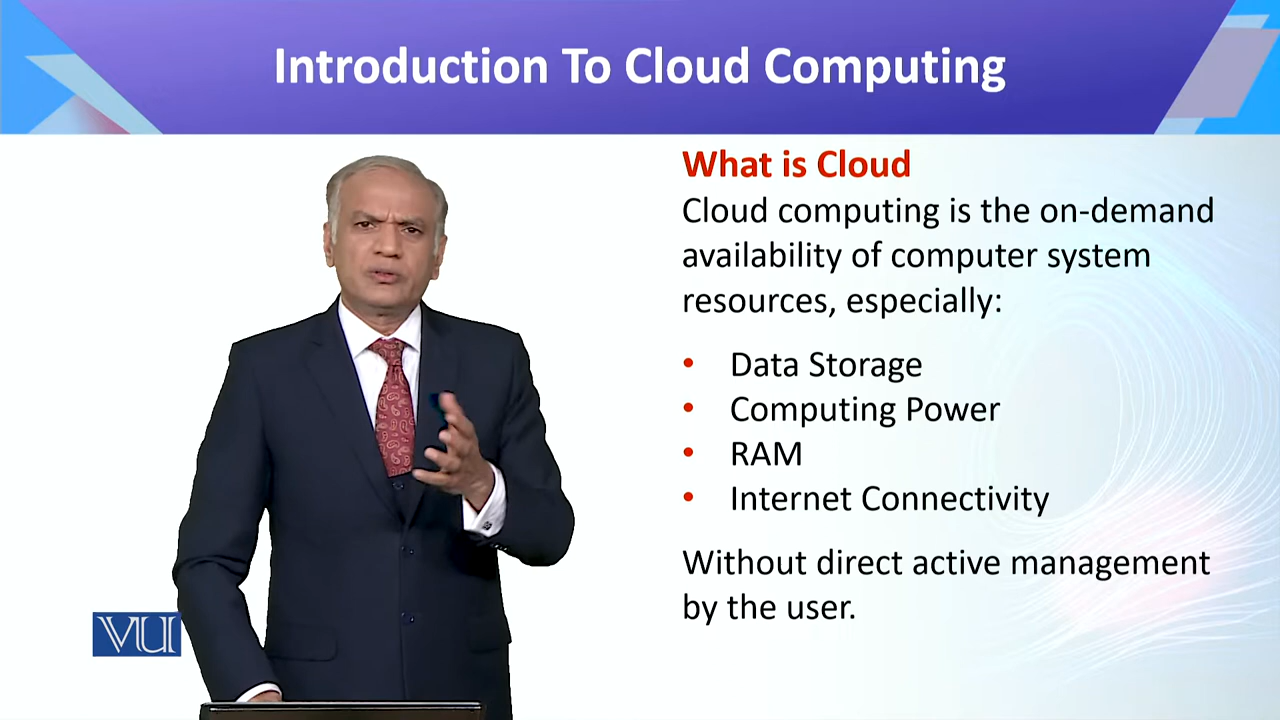 Introduction To Cloud Computing
What is Cloud
Cloud computing is the on-demand
availability of computer system
resources, especially:
• Data Storage
• Computing Power
• RAM
• Internet Connectivity
Without direct active management
by the user.
VU